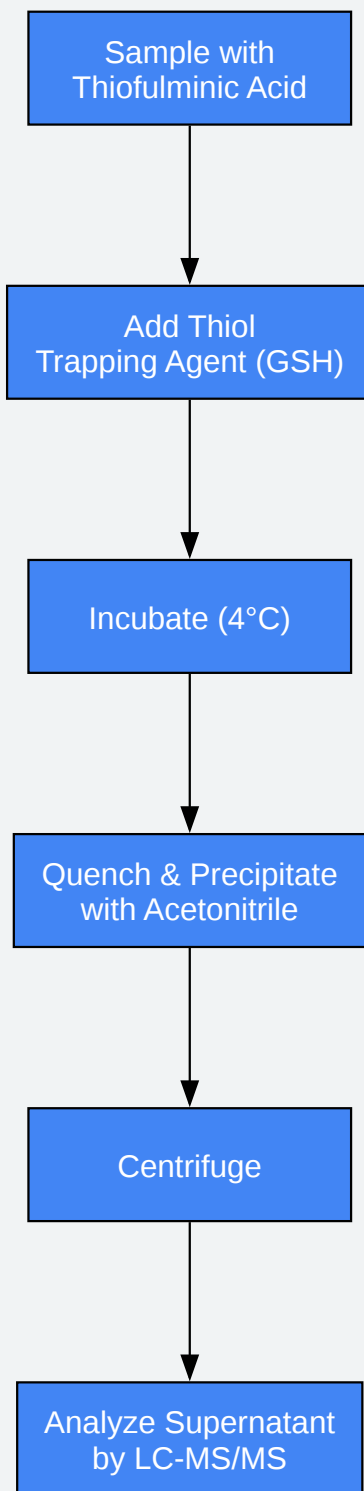 Sample with
Thiofulminic Acid
Add Thiol
Trapping Agent (GSH)
Incubate (4°C)
Quench & Precipitate
with Acetonitrile
Centrifuge
Analyze Supernatant
by LC-MS/MS